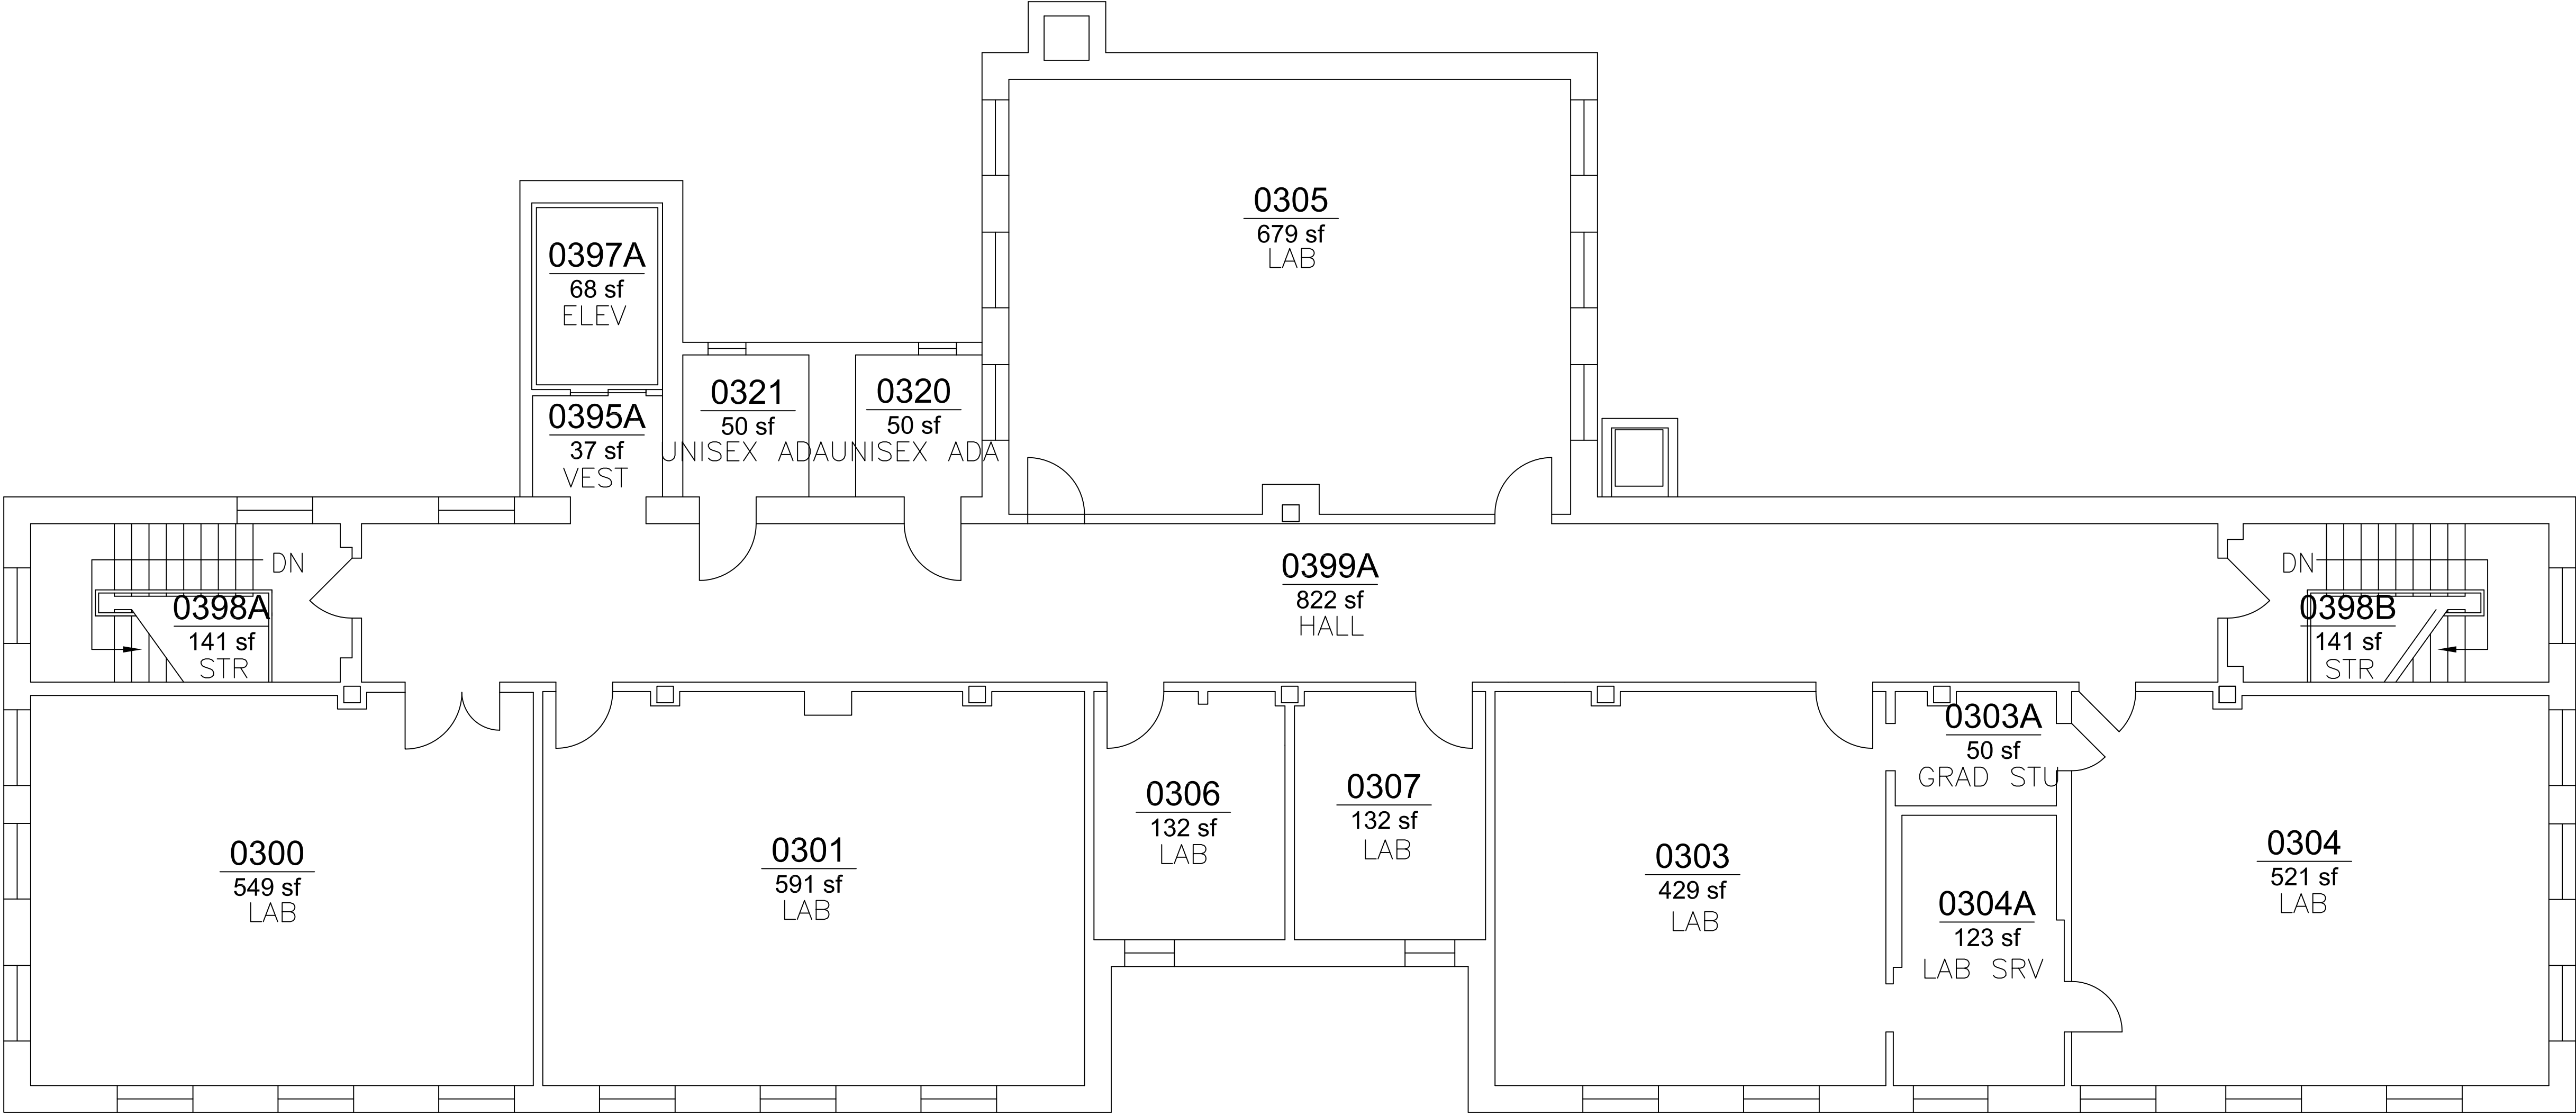 0305
679 sf
LAB
0397A
68 sf
ELEV
0395A
37 sf
VEST
0321
50 sf
UNISEX ADA
0320
50 sf
UNISEX ADA
DN
0398A
141 sf
STR
0399A
822 sf
HALL
DN
0398B
141 sf
STR
0300
549 sf
LAB
0301
591 sf
LAB
0306
132 sf
LAB
0307
132 sf
LAB
0303
429 sf
LAB
0303A
50 sf
GRAD STU
0304A
123 sf
LAB SRV
0304
521 sf
LAB